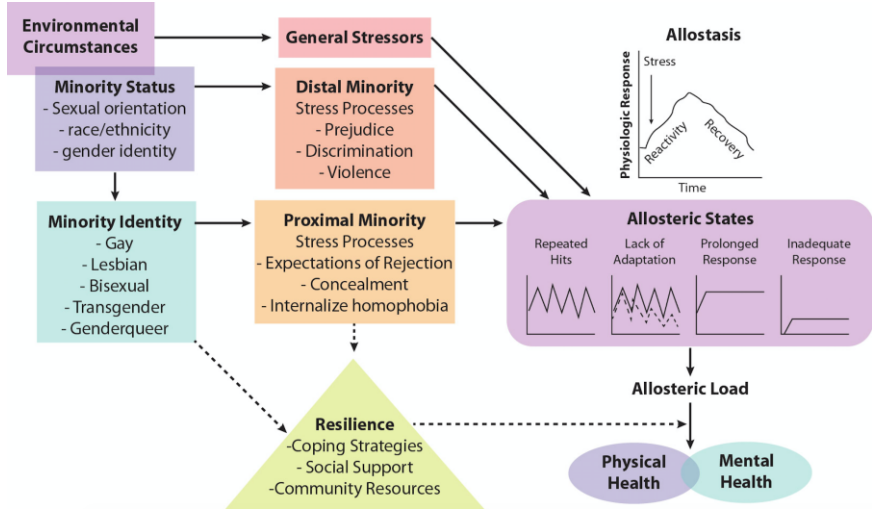 Environmental
Circumstances
General Stressors
Allostasis
Physiologic Response
Stress
Reactivity
Recovery
Time
Minority Status
- Sexual orientation
- race/ethnicity
- gender identity
Distal Minority
Stress Processes
- Prejudice
- Discrimination
- Violence
Minority Identity
- Gay
- Lesbian
- Bisexual
- Transgender
- Genderqueer
Proximal Minority
Stress Processes
- Expectations of Rejection
- Concealment
- Internalize homophobia
Allosteric States
Repeated
Hits
Lack of
Adaptation
Prolonged
Response
Inadequate
Response
Allosteric Load
Resilience
-Coping Strategies
- Social Support
-Community Resources
Physical
Health
Mental
Health